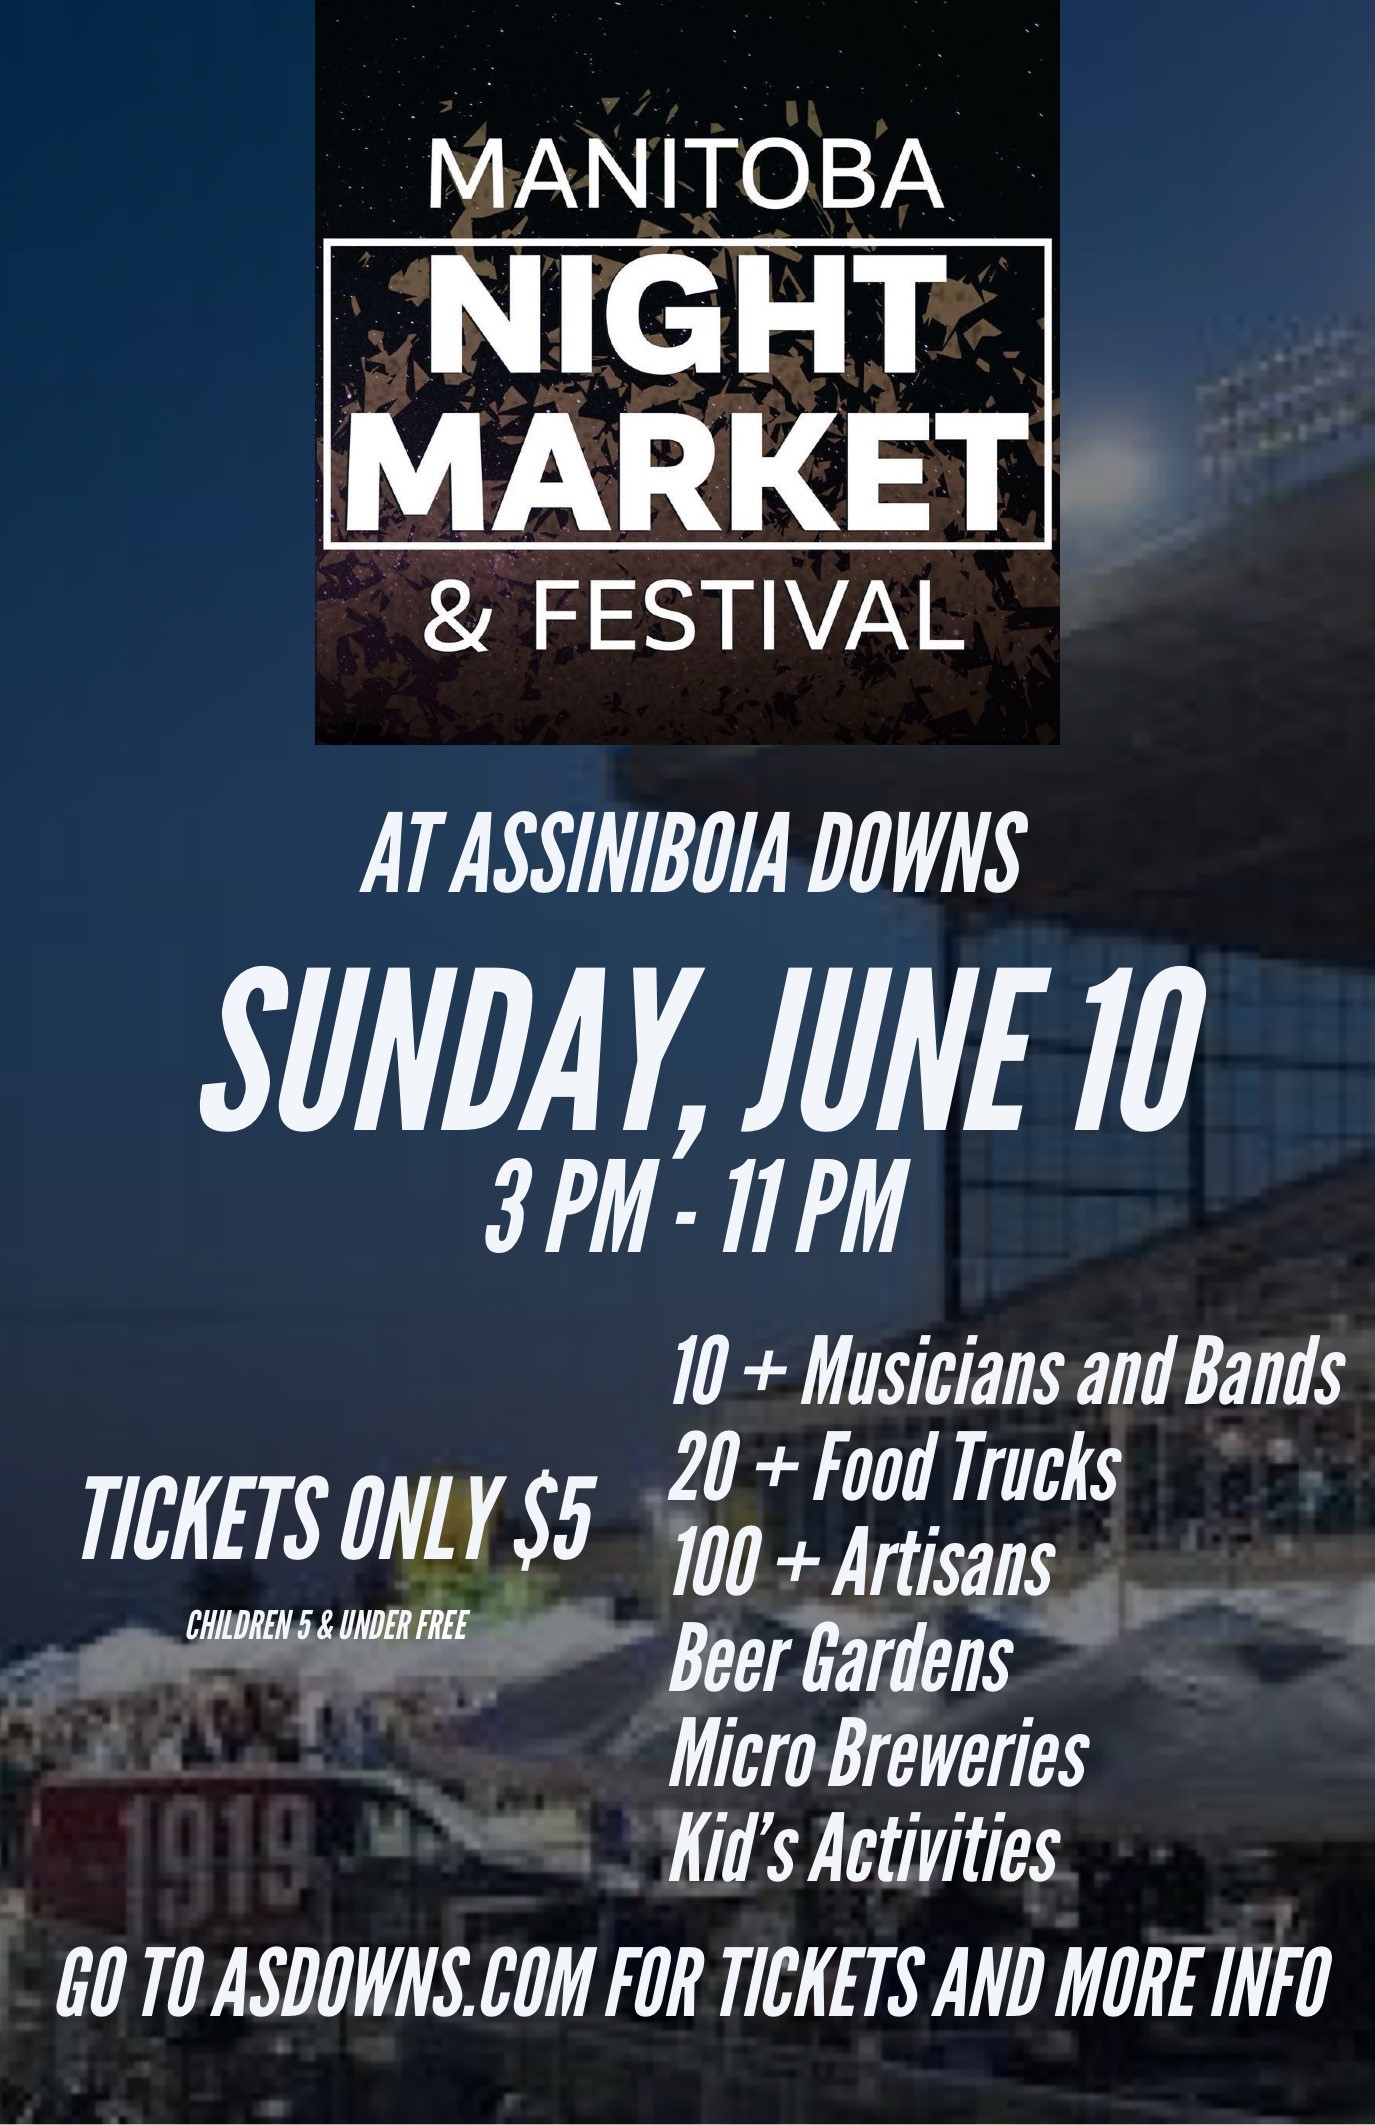 MANITOBA
NIGHT
MARKET
& FESTIVAL
AT ASSINIBOIA DOWNS
SUNDAY, JUNE 10
3 PM - 11 PM
10 + Musicians and Bands
20 + Food Trucks
100 + Artisans
Beer Gardens
Micro Breweries
Kid’s Activities
TICKETS ONLY $5
CHILDREN 5 & UNDER FREE
1919
GO TO ASDOWNS.COM FOR TICKETS AND MORE INFO